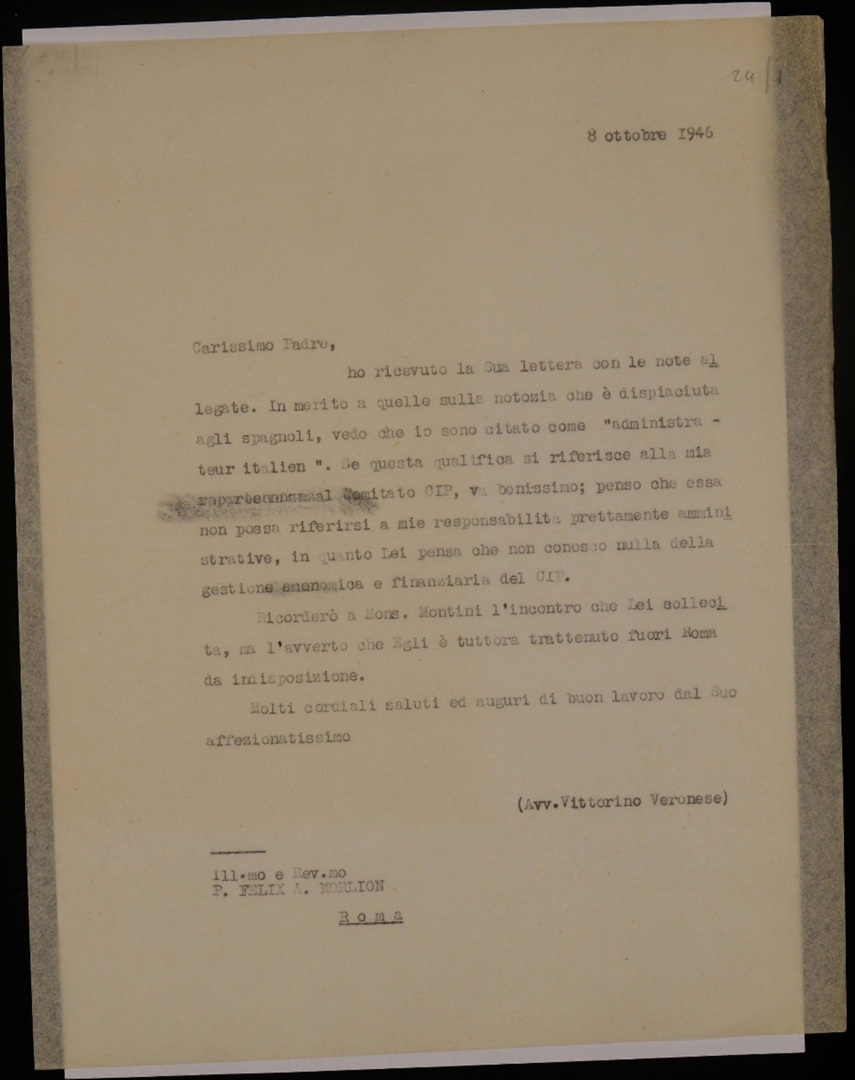 24/1
8 ottobre 1946
Carissimo Padre,
ho ricevuto la Sua lettera con le note al
legate. In merito a quelle sulla notozia che è dispiaciuta
agli spagnoli, vedo che io sono citato come "administra -
teur italien ". Se questa qualifica si riferisce alla mia
Comitato CIP, va benissimo; penso che essa
non possa riferirsi a mie responsabilità prettamente ammini
strative, in quanto Lei pensa che non conosco nulla della
gestione economica e finanziaria del CIP.
Ricorderò a Mons. Montini l'incontro che Lei solleci
ta, ma l'avverto che Egli è tuttora trattenuto fuori Roma
da indisposizione.
Molti cordiali saluti ed auguri di buon lavoro dal Suo
affezionatissimo
(Avv.Vittorino Veronese)
ill.mo e Rev.mo
P. FELIX A. MORLION
Roma